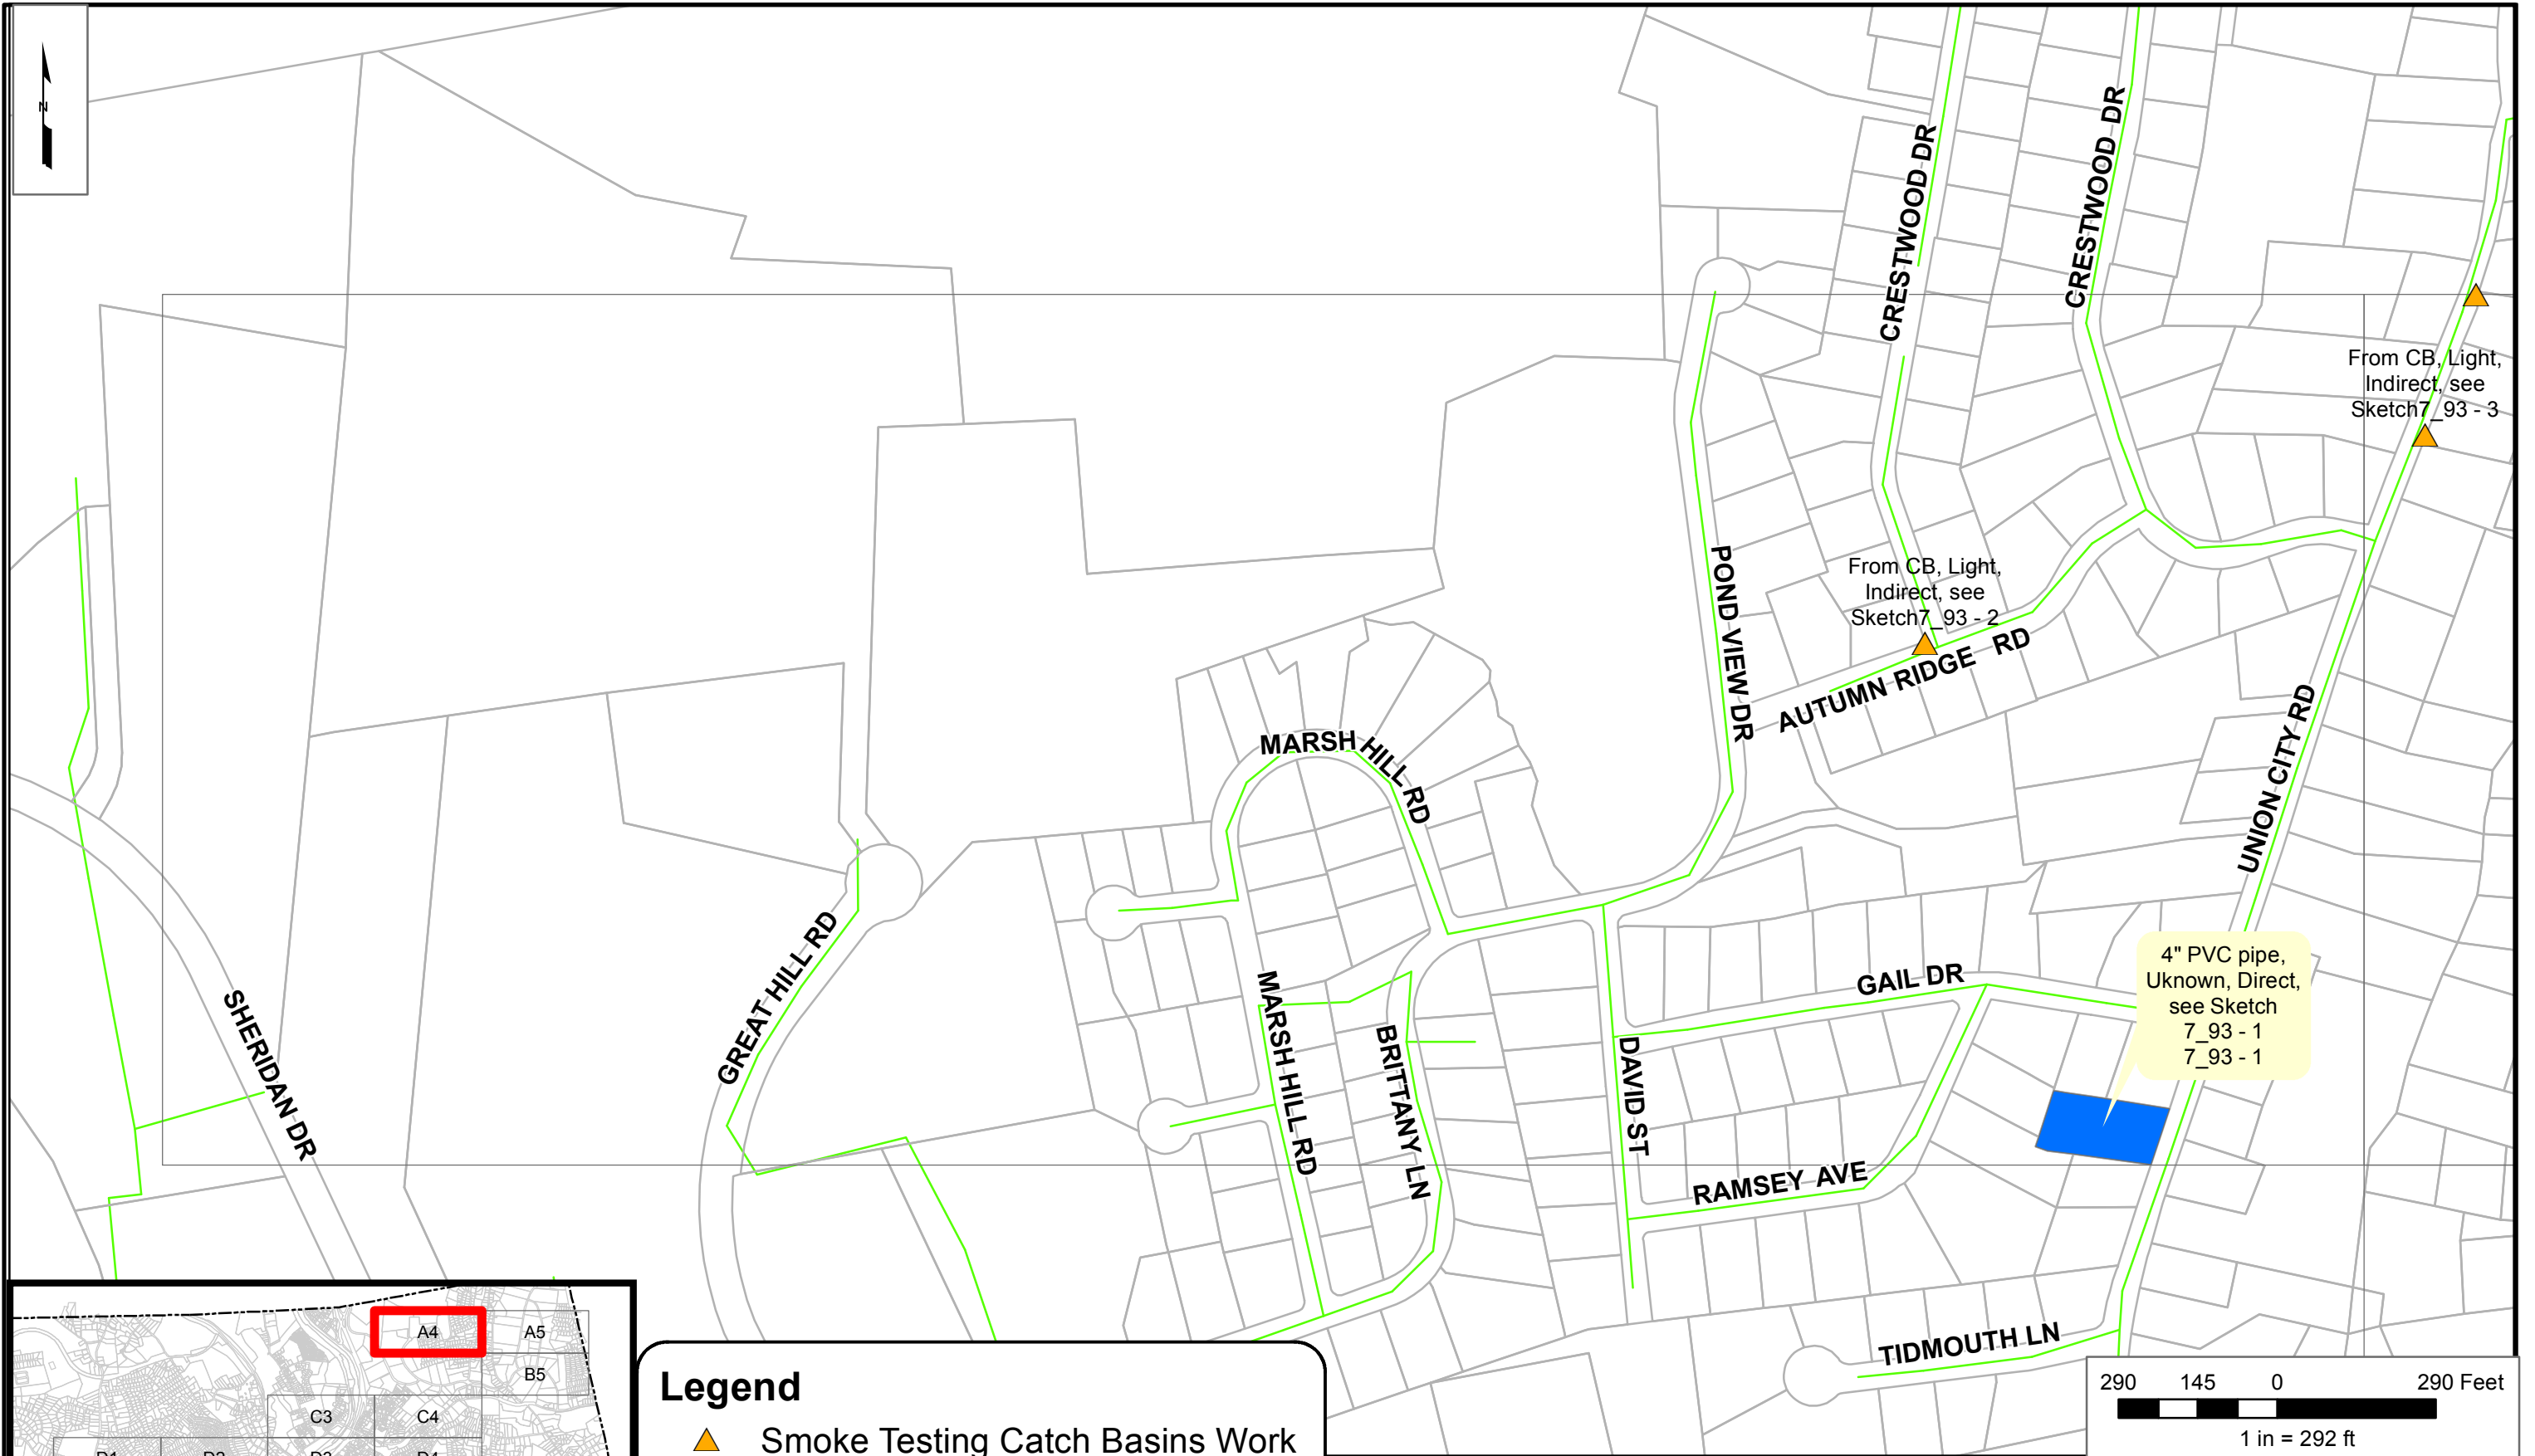 N
CRESTWOOD DR
CRESTWOOD DR
From CB, Light,
Indirect, see
Sketch7_93 - 3
From CB, Light,
Indirect, see
Sketch7_93 - 2
POND VIEW DR
AUTUMN RIDGE RD
UNION CITY RD
MARSH HILL RD
GREAT HILL RD
SHERIDAN DR
MARSH HILL RD
BRITTANY LN
DAVID ST
GAIL DR
4" PVC pipe,
Uknown, Direct,
see Sketch
7_93 - 1
7_93 - 1
RAMSEY AVE
TIDMOUTH LN
A4
A5
B5
C3
C4
D1
D2
D3
D4
Legend
Smoke Testing Catch Basins Work
290 145 0 290 Feet
1 in = 292 ft